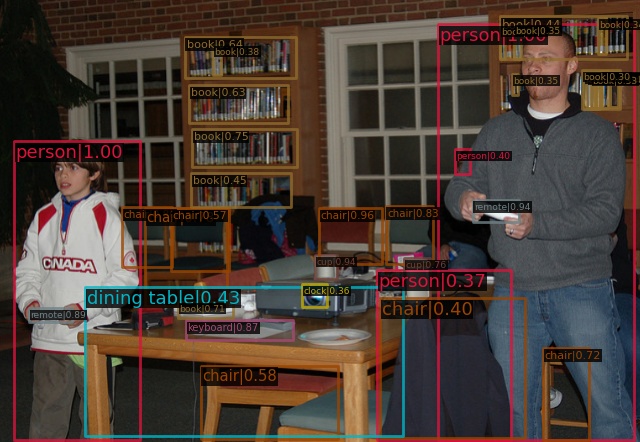 book|0.44
book|0.35
person|1.00
book|0.64
book|0.38
book|0.35
book|0.30
book|0.63
book|0.75
person|1.00
person|0.40
book|0.45
remote|0.94
chair|0.57
chair|0.96
chair|0.83
CANADA
cup|0.94
cup|0.76
person|0.37
clock|0.36
dining table|0.43
chair|0.40
book|0.71
remote|0.89
keyboard|0.87
chair|0.72
chair|0.58